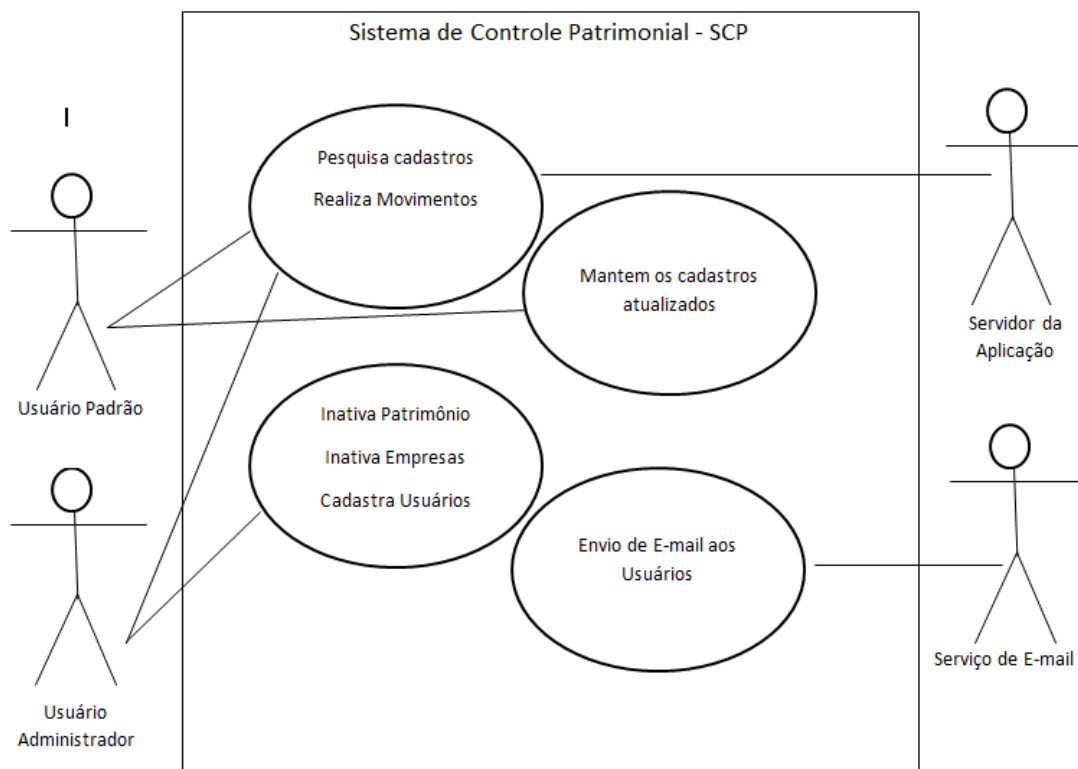 Sistema de Controle Patrimonial - SCP
I
Pesquisa cadastros
Realiza Movimentos
Mantem os cadastros
atualizados
Usuário Padrão
Servidor da
Aplicação
Inativa Patrimônio
Inativa Empresas
Cadastra Usuários
Envio de E-mail aos
Usuários
Usuário
Administrador
Serviço de E-mail